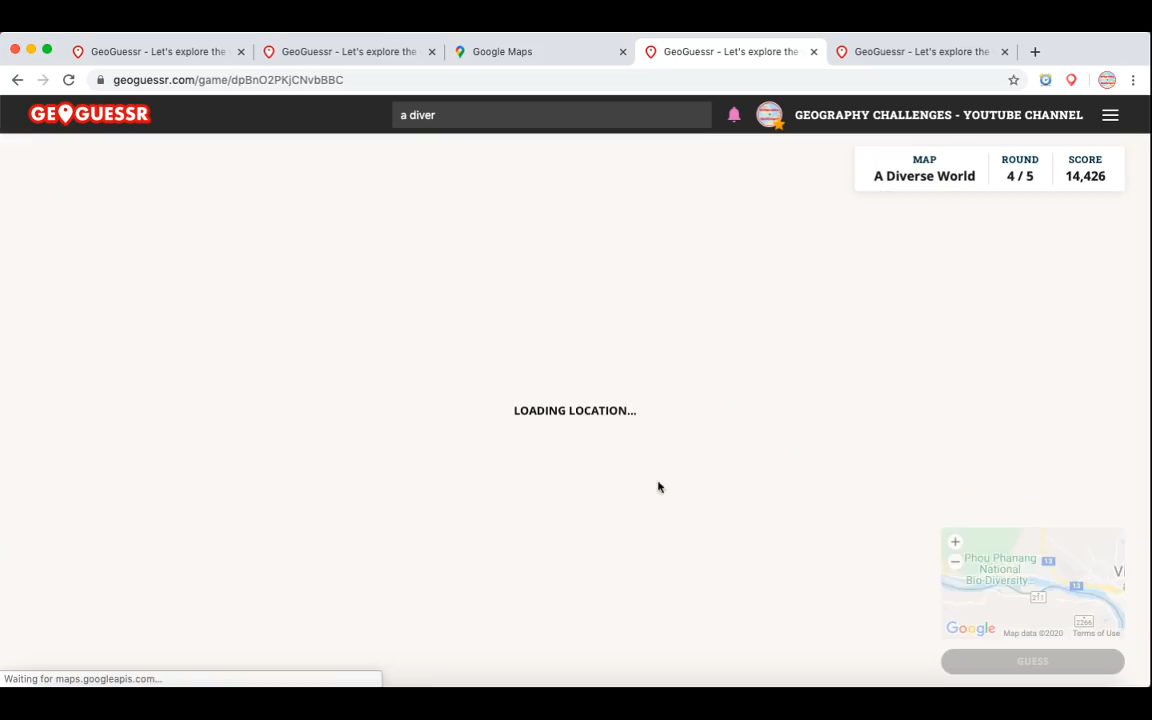 GeoGuessr - Let's explore the
GeoGuessr - Let's explore the
Google Maps
GeoGuessr - Let's explore the
GeoGuessr - Let's explore the
geoguessr.com/game/dpBnO2PKjCNvbBBC
GEOGUESSR
a diver
GEOGRAPHY CHALLENGES - YOUTUBE CHANNEL
MAP ROUND SCORE
A Diverse World 4 / 5 14,426
LOADING LOCATION...
Phou Phanang
National
Bio-Diversity...
13
13
211
2266
Google Map data ©2020 Terms of Use
GUESS
Waiting for maps.googleapis.com...